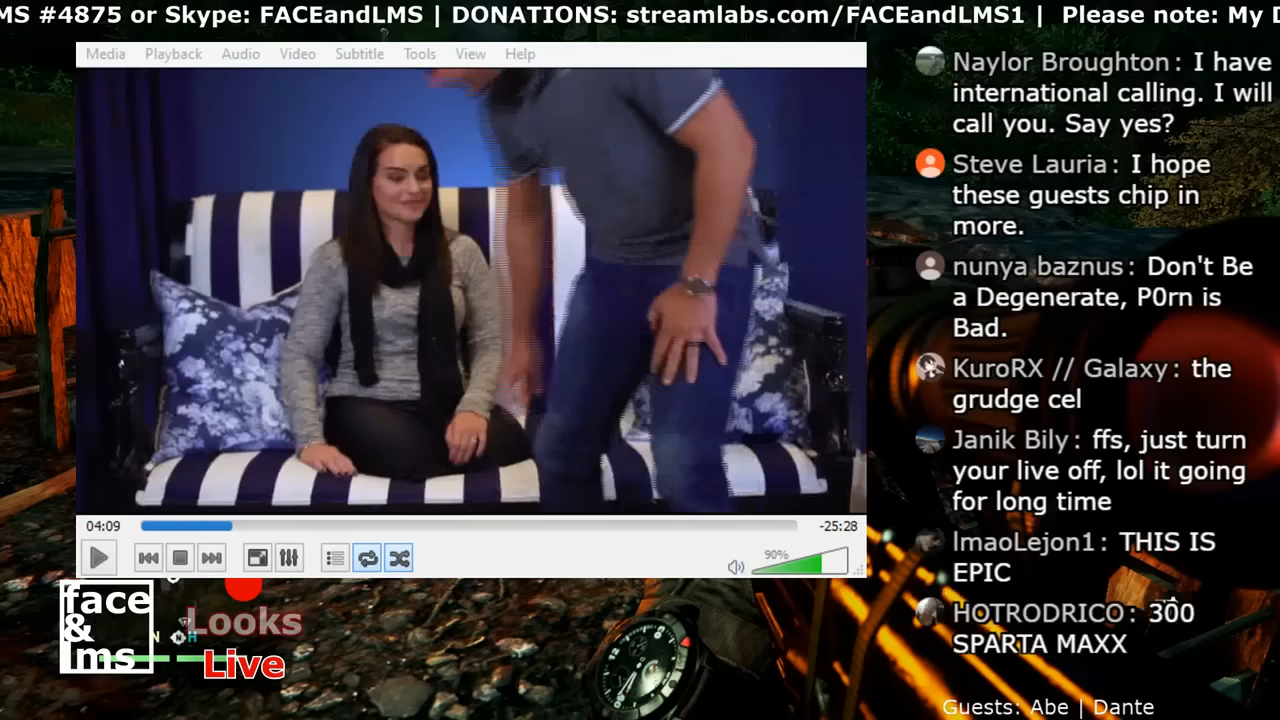 MS #4875 or Skype: FACEandLMS | DONATIONS: streamlabs.com/FACEandLMS1 | Please note: My
Media Playback Audio Video Subtitle Tools View Help
04:09
-25:28
90%
face
&
lms
N
H
Looks
Live
Naylor Broughton: I have
international calling. I will
call you. Say yes?
Steve Lauria: I hope
these guests chip in
more.
nunya baznus: Don't Be
a Degenerate, P0rn is
Bad.
KuroRX // Galaxy: the
grudge cel
Janik Bily: ffs, just turn
your live off, lol it going
for long time
lmaoLejon1: THIS IS
EPIC
HOTRODRICO: 300
SPARTA MAXX
Guests: Abe | Dante